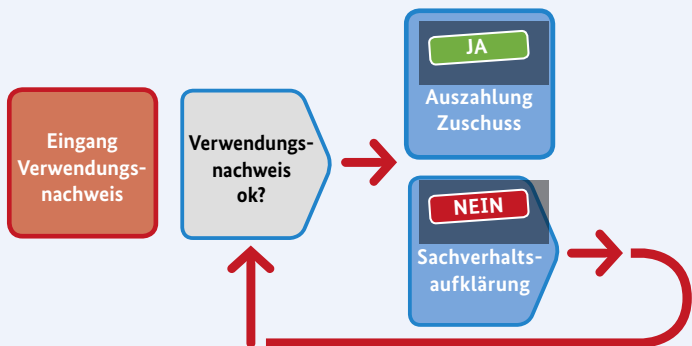 Eingang
Verwendungs-
nachweis
Verwendungs-
nachweis
ok?
JA
Auszahlung
Zuschuss
NEIN
Sachverhalts-
aufklärung